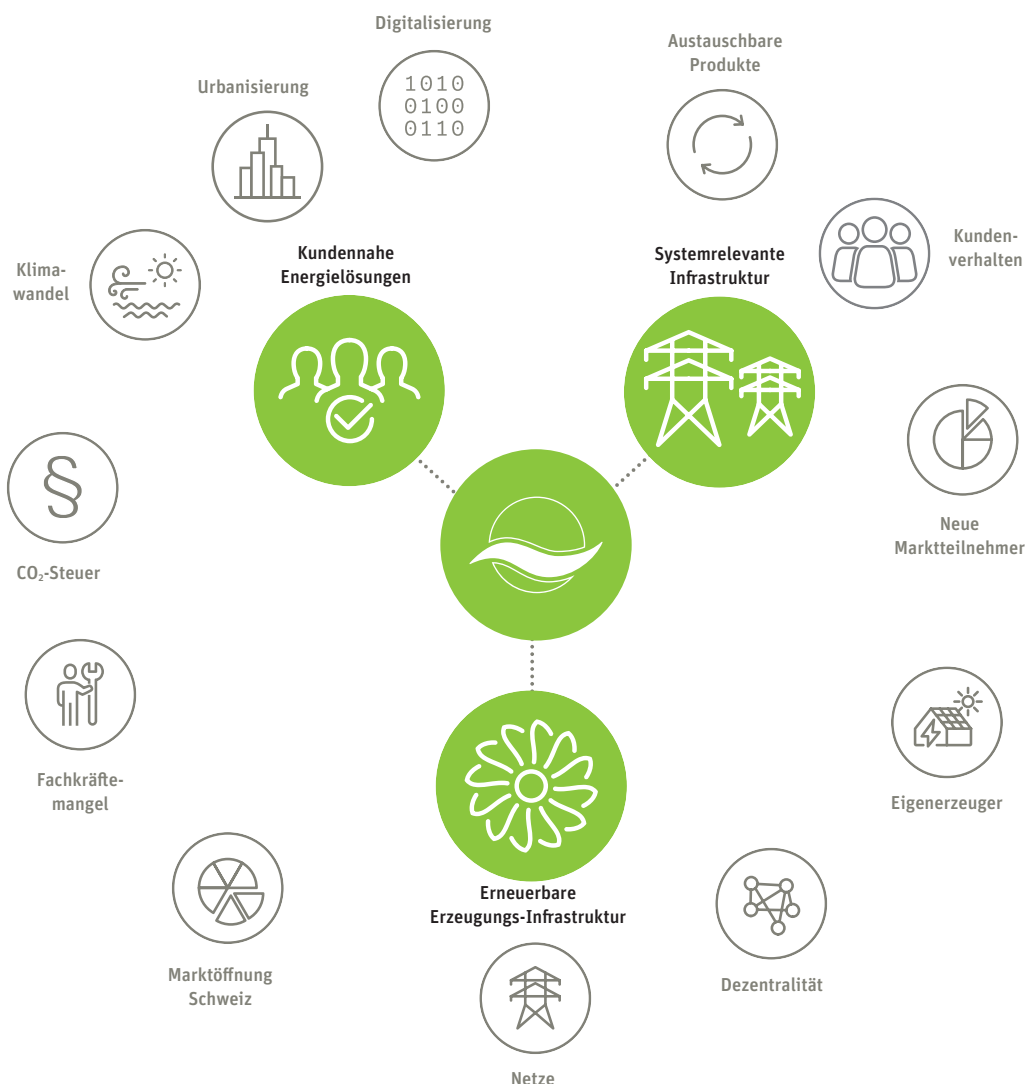 Digitalisierung
1010
0100
0110
Austauschbare
Produkte
Urbanisierung
Kundennahe
Energielösungen
Systemrelevante
Infrastruktur
Kunden-
verhalten
Klima-
wandel
Neue
Marktteilnehmer
§
CO₂-Steuer
Fachkräfte-
mangel
Eigenerzeuger
Erneuerbare
Erzeugungs-Infrastruktur
Marktöffnung
Schweiz
Dezentralität
Netze